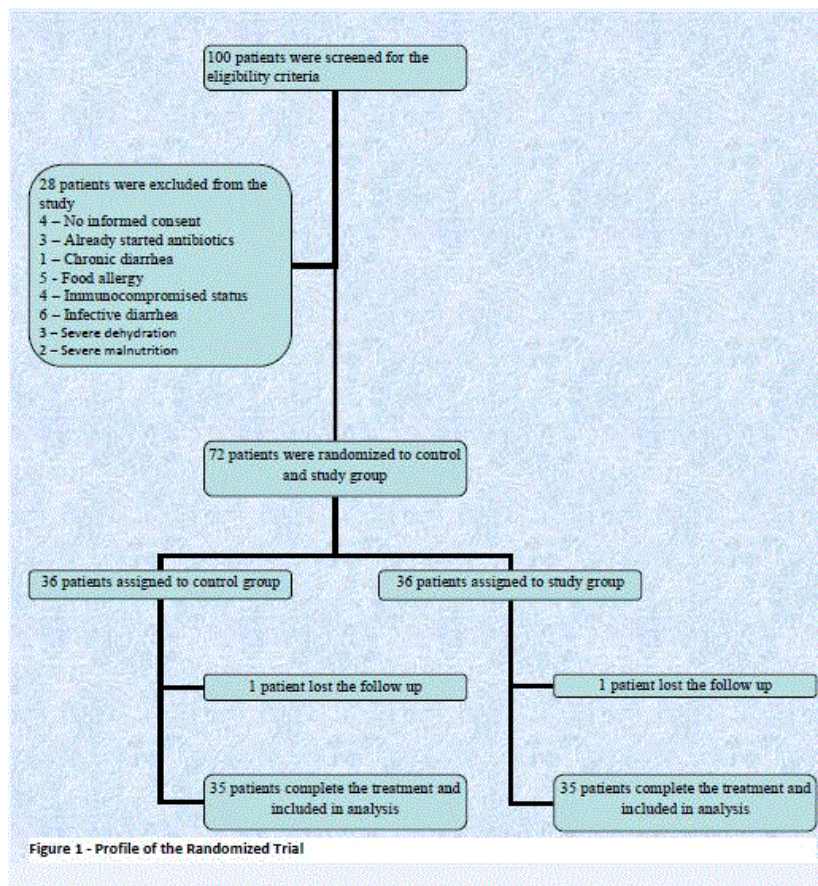 100 patients were screened for the
eligibility criteria
28 patients were excluded from the
study
4 – No informed consent
3 – Already started antibiotics
1 – Chronic diarrhea
5 - Food allergy
4 – Immunocompromised status
6 – Infective diarrhea
3 – Severe dehydration
2 – Severe malnutrition
72 patients were randomized to control
and study group
36 patients assigned to control group
36 patients assigned to study group
1 patient lost the follow up
1 patient lost the follow up
35 patients complete the treatment and
included in analysis
35 patients complete the treatment and
included in analysis
Figure 1 - Profile of the Randomized Trial